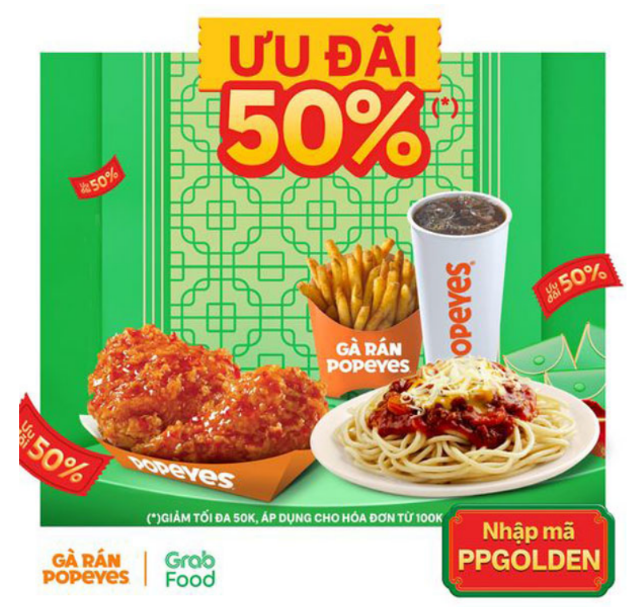 ƯU ĐÃI
50%(*)
Ưu đãi 50%
POPEYES
Ưu đãi 50%
GÀ RÁN
POPEYES
Ưu đãi 50%
POPEYES
(*)GIẢM TỐI ĐA 50K, ÁP DỤNG CHO HÓA ĐƠN TỪ 100K
Nhập mã
PPGOLDEN
GÀ RÁN
POPEYES
Grab
Food